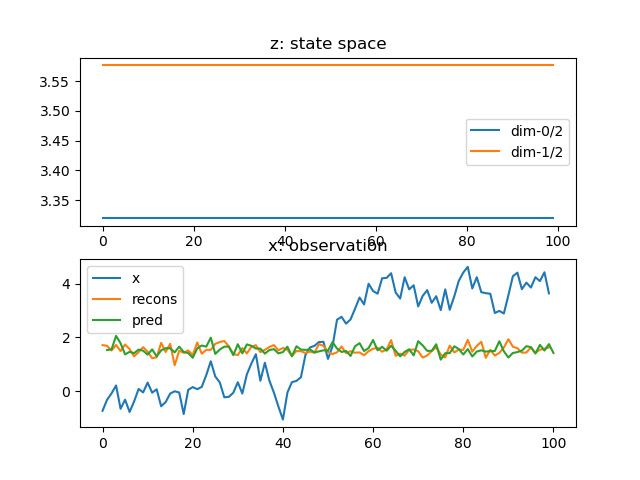 z: state space
3.55
3.50
3.45
3.40
3.35
dim-0/2
dim-1/2
0 20 40 60 80 100
x: observation
4
2
0
x
recons
pred
0 20 40 60 80 100